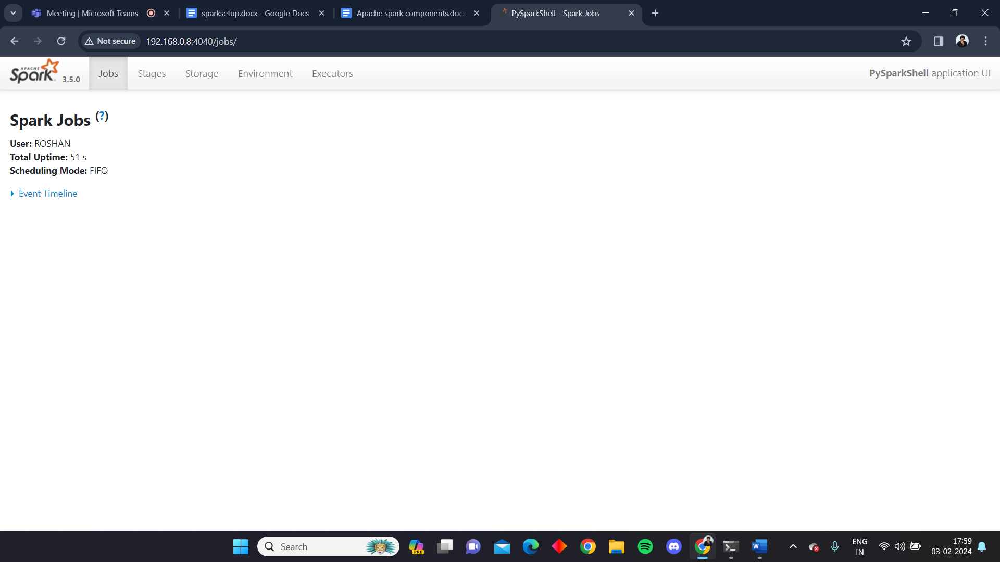 Meeting | Microsoft Teams
sparksetup.docx - Google Docs
Apache spark components.docx
PySparkShell - Spark Jobs
Not secure
192.168.0.8:4040/jobs/
APACHE
Spark 3.5.0
Jobs
Stages
Storage
Environment
Executors
PySparkShell application UI
Spark Jobs (?)
User: ROSHAN
Total Uptime: 51 s
Scheduling Mode: FIFO
Event Timeline
Search
PRE
W
ENG
IN
17:59
03-02-2024